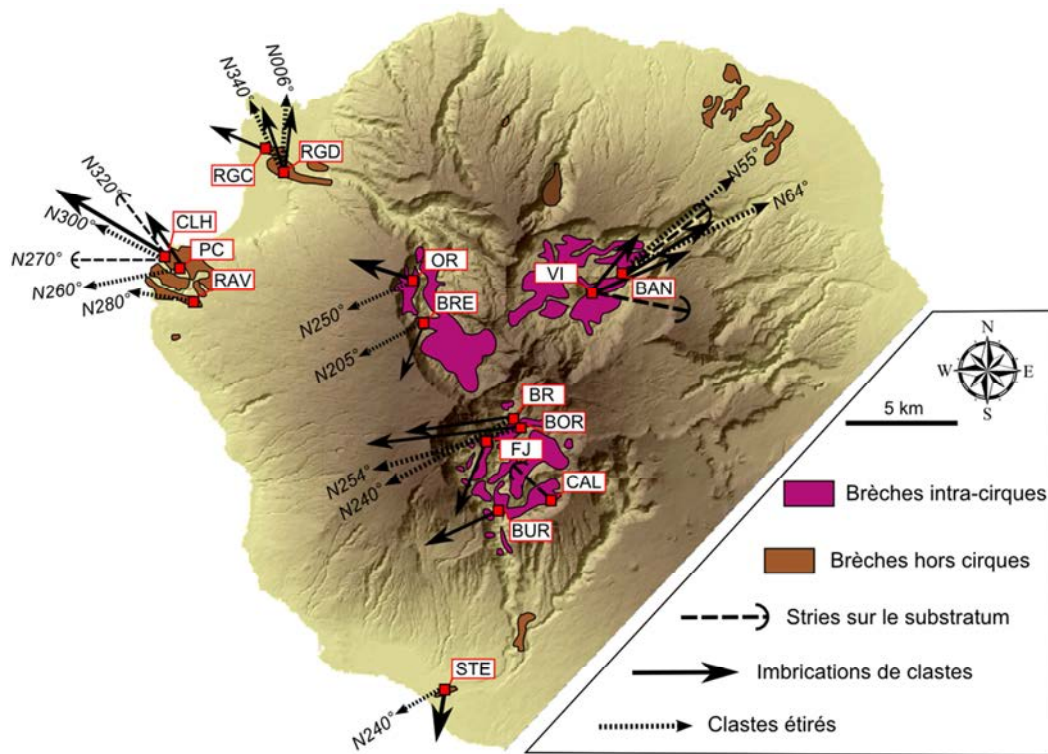 N340°
N006°
RGD
RGC
N320°
CLH
N300°
PC
N270°
RAV
N260°
N280°
OR
BRE
N250°
N205°
VI
BAN
N55°
N64°
BR
BOR
FJ
N254°
N240°
CAL
BUR
STE
N240°
N
W E
S
5 km
Brèches intra-cirques
Brèches hors cirques
Stries sur le substratum
Imbrications de clastes
Clastes étirés